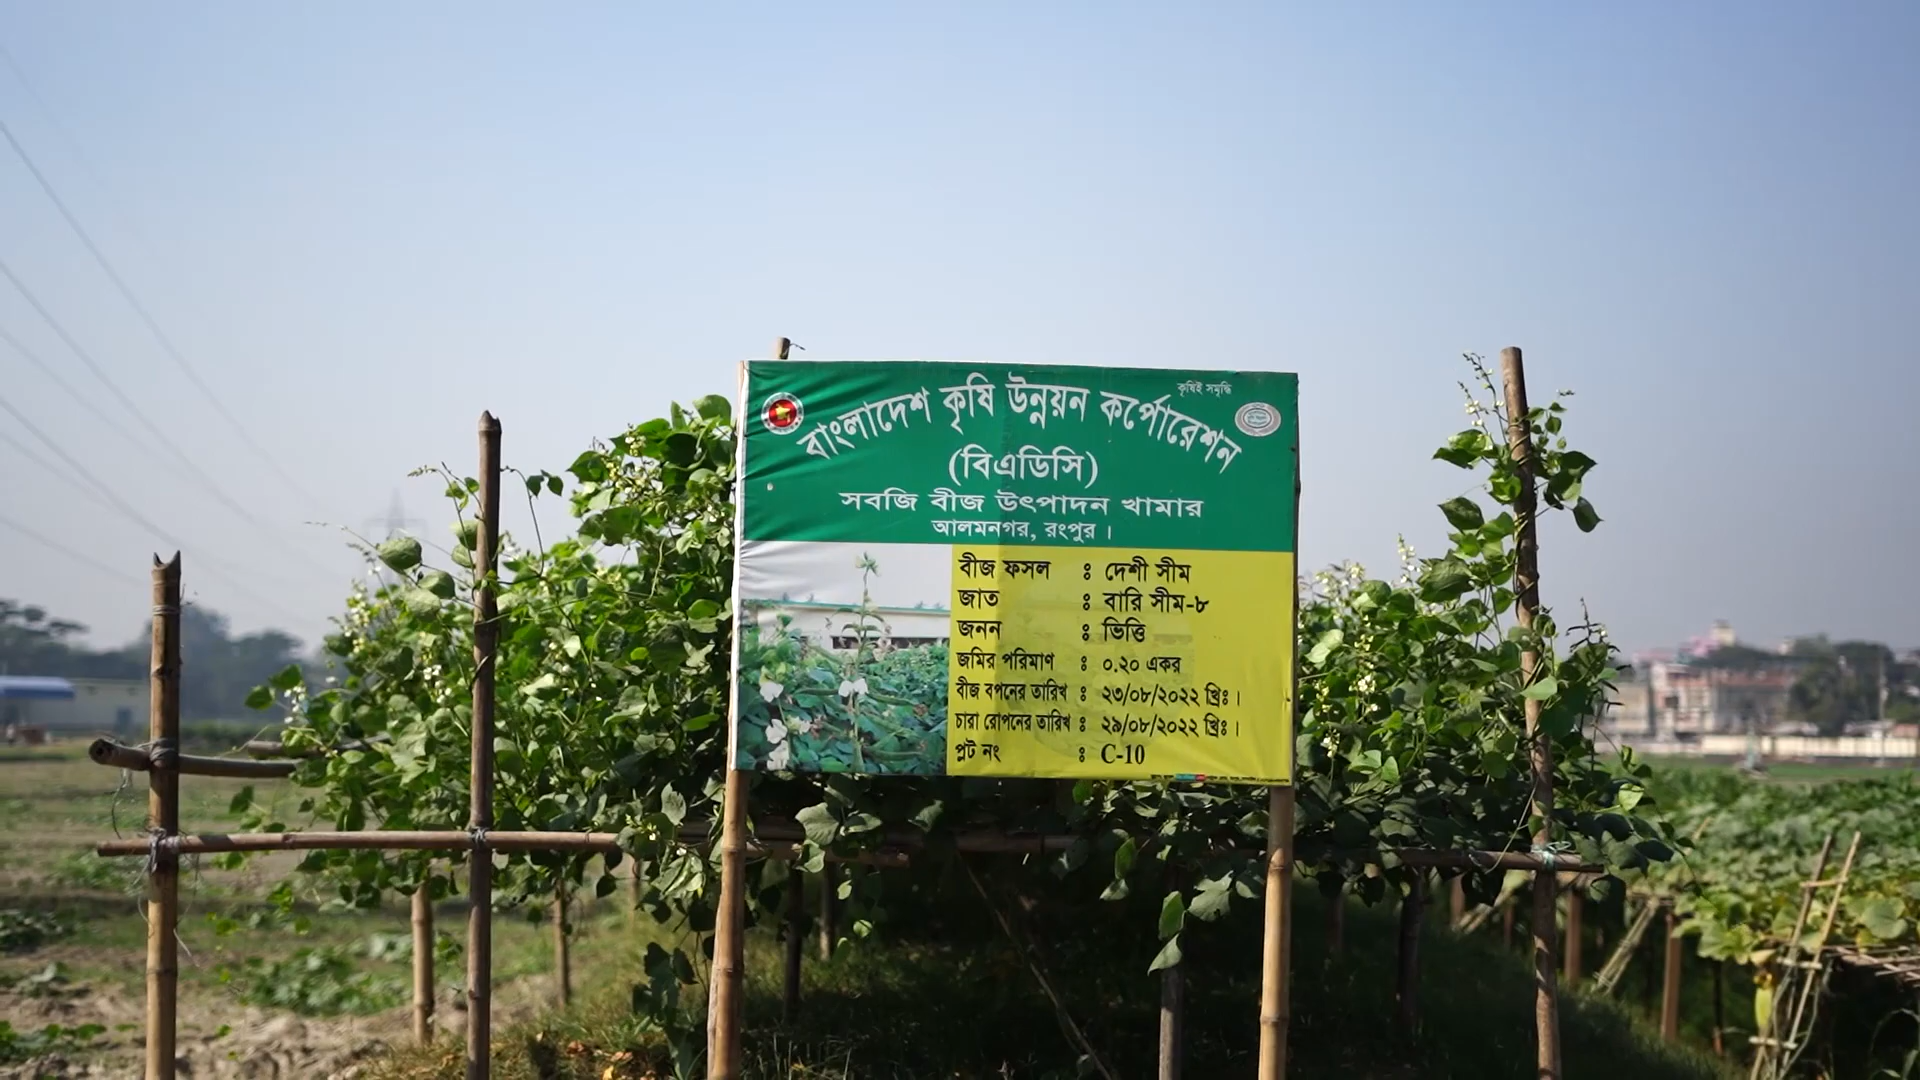 কৃষিই সমৃদ্ধি
বাংলাদেশ কৃষি উন্নয়ন কর্পোরেশন
(বিএডিসি)
সবজি বীজ উৎপাদন খামার
আলমনগর, রংপুর ।
বীজ ফসল ঃ দেশী সীম
জাত ঃ বারি সীম-৮
জনন ঃ ভিত্তি
জমির পরিমাণ ঃ ০.২০ একর
বীজ বপনের তারিখ ঃ ২৩/০৮/২০২২ খ্রিঃ ।
চারা রোপনের তারিখ ঃ ২৯/০৮/২০২২ খ্রিঃ ।
প্লট নং ঃ C-10